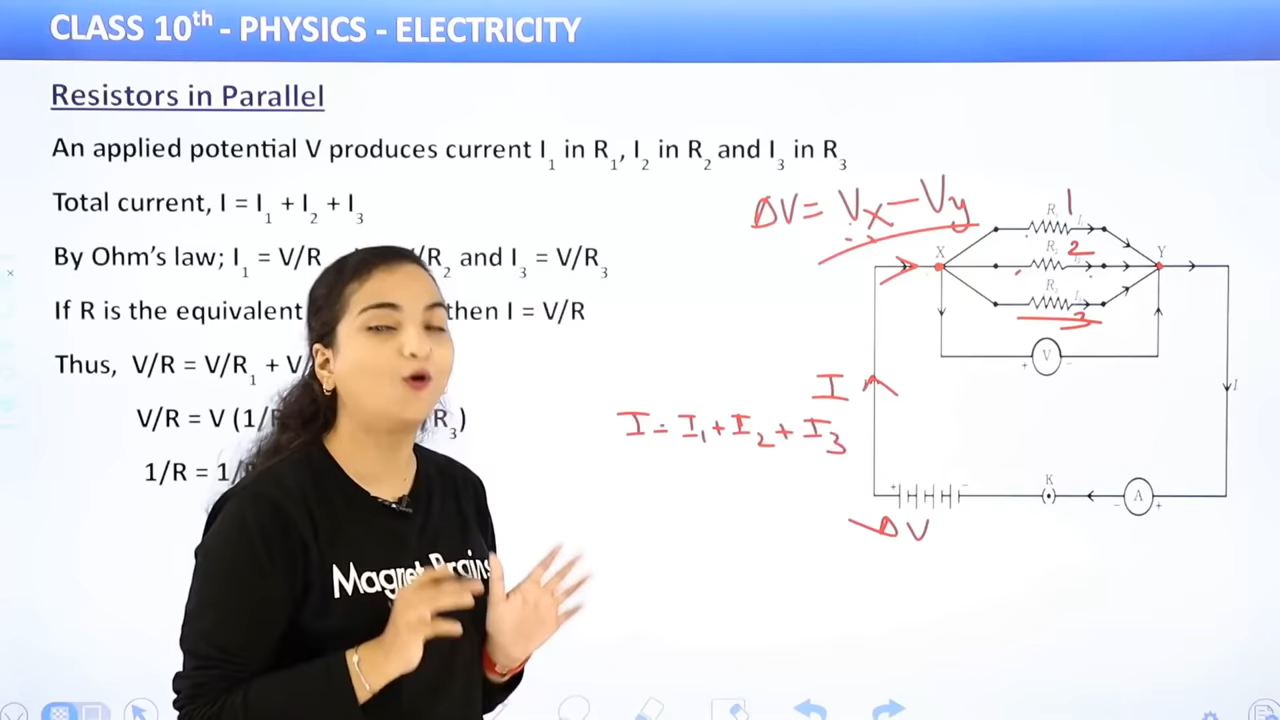 CLASS 10th - PHYSICS - ELECTRICITY
Resistors in Parallel
An applied potential V produces current I1 in R1, I2 in R2 and I3 in R3
Total current, I = I1 + I2 + I3
ΔV = Vx - Vy
By Ohm's law; I1 = V/R /R2 and I3 = V/R3
If R is the equivalent then I = V/R
Thus, V/R = V/R1 + V/
V/R = V (1/ R3)
1/R = 1/
1
2
3
X
Y
V
+
-
I
I = I1 + I2 + I3
I
K
A
+
-
-
+
ΔV
Magnet Brains